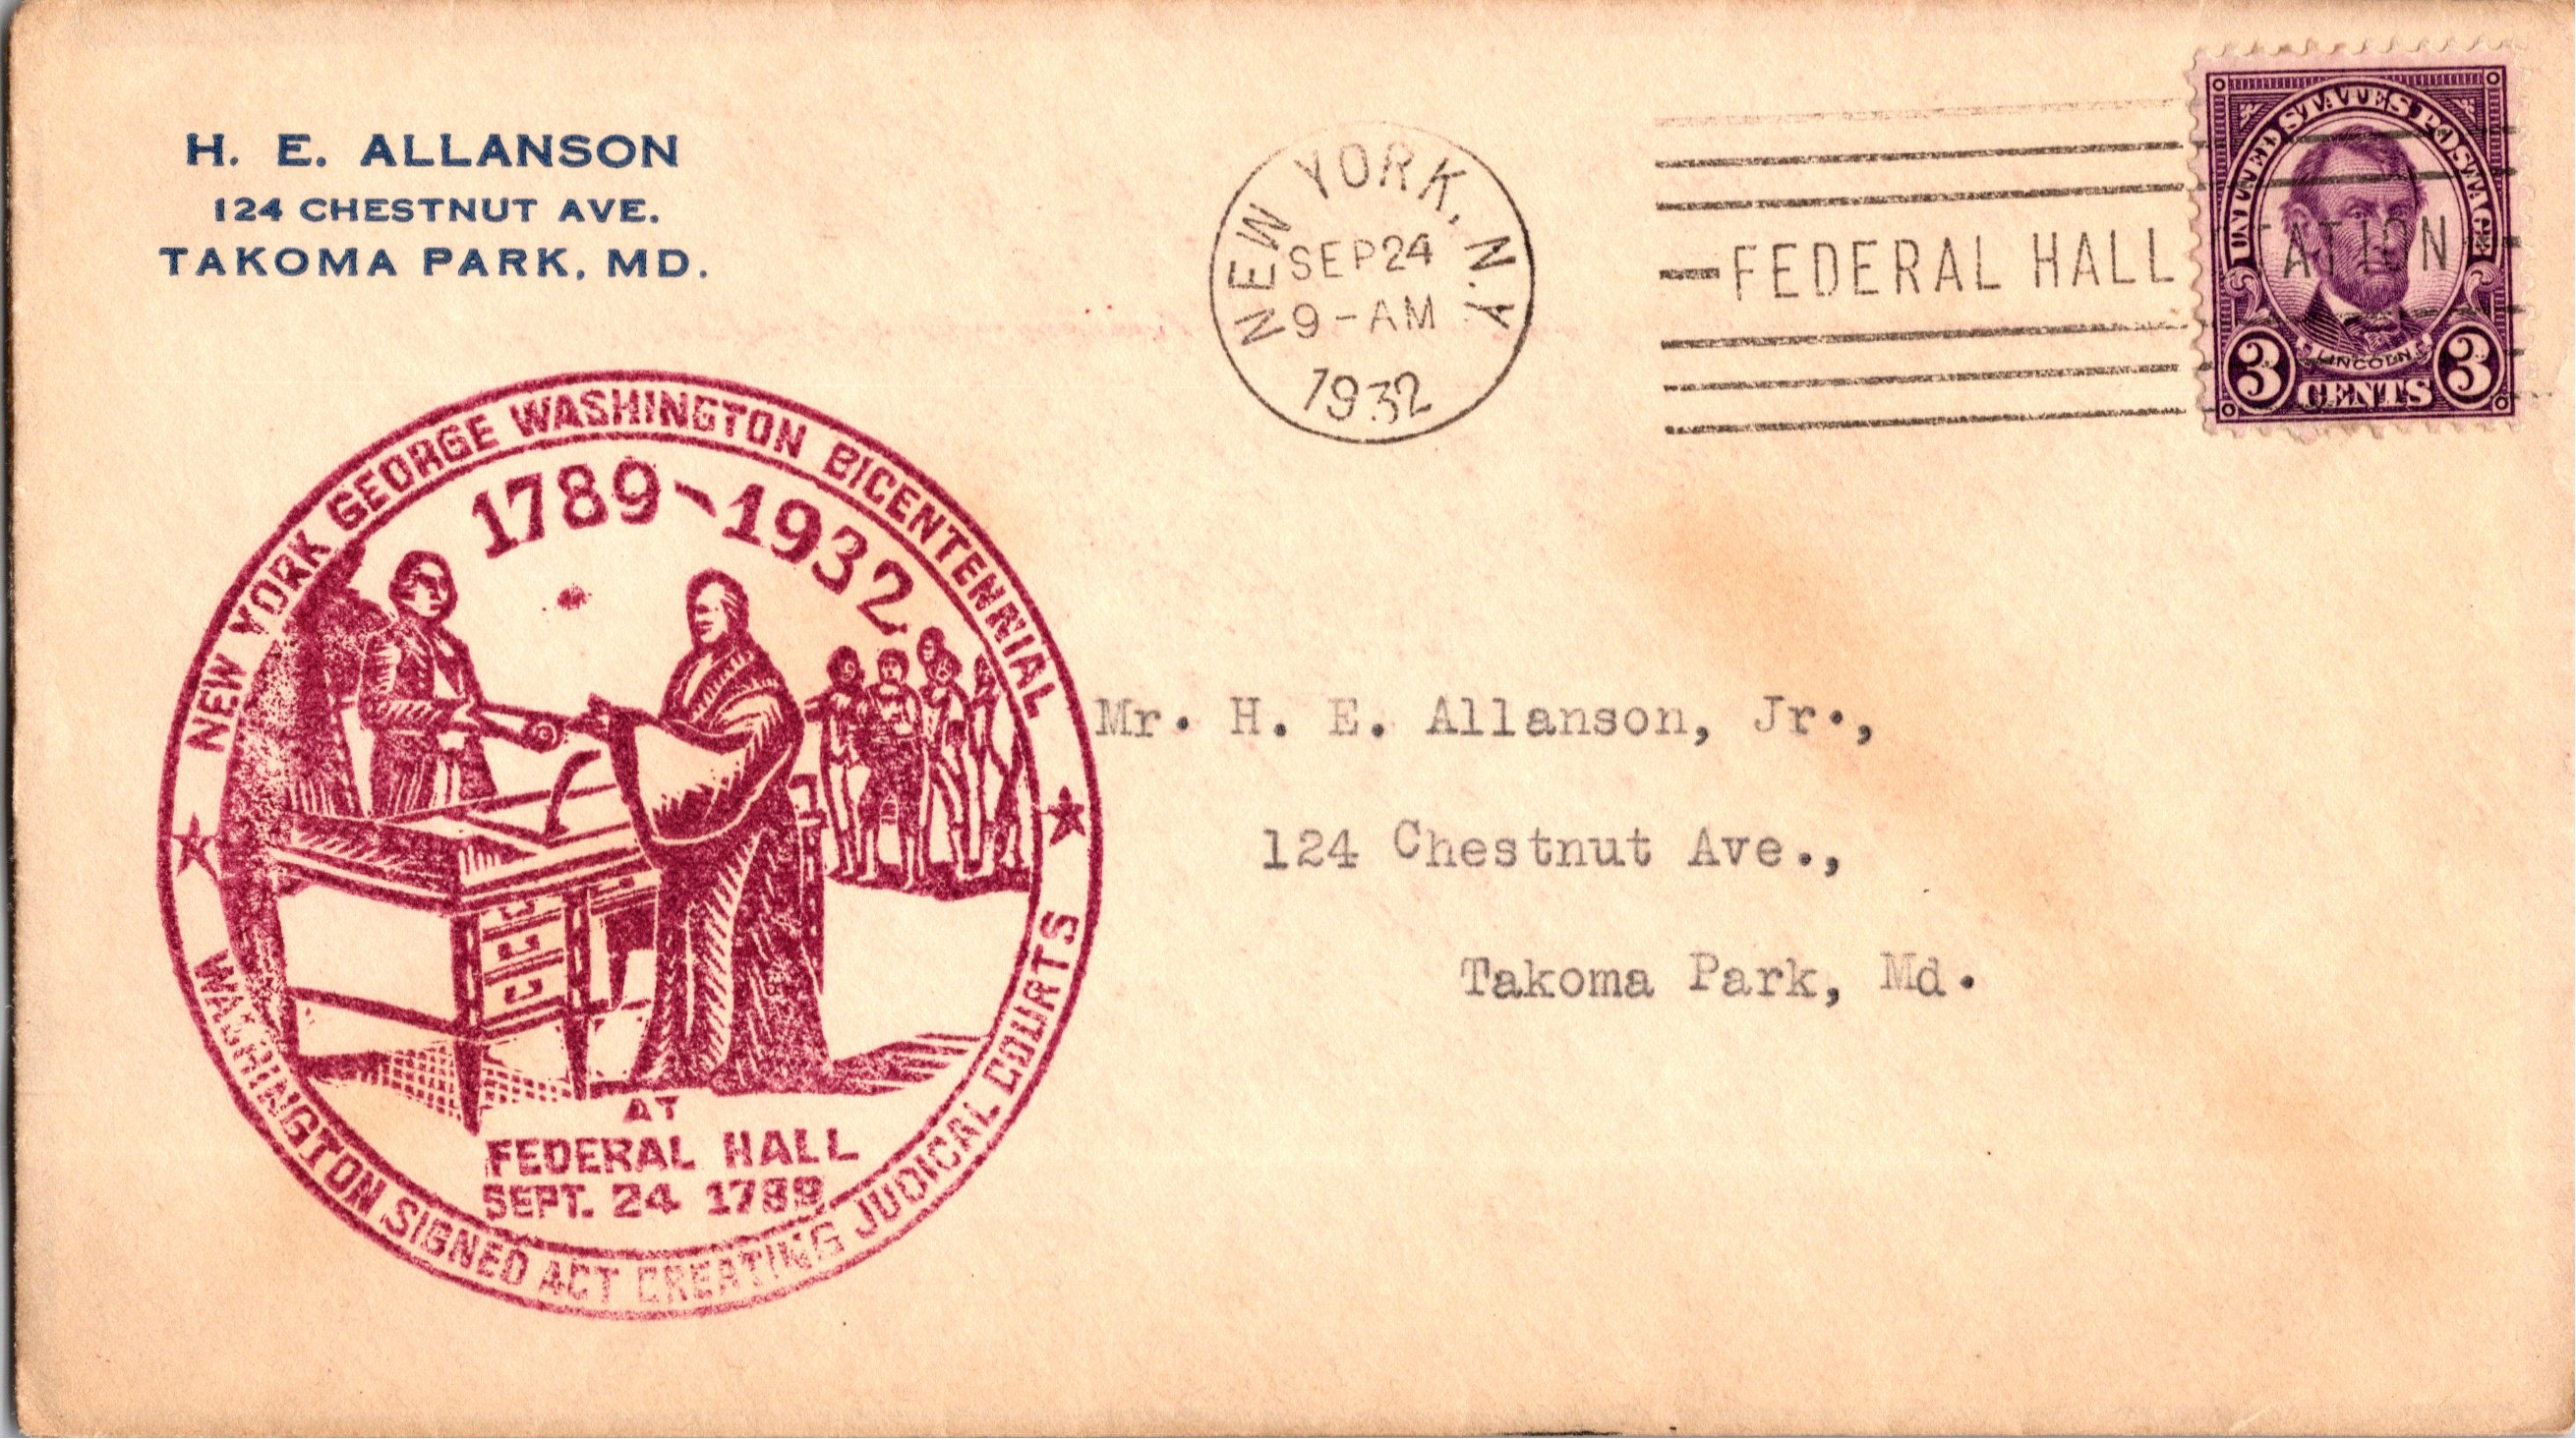 H. E. ALLANSON
124 CHESTNUT AVE.
TAKOMA PARK, MD.
NEW YORK, N.Y.
SEP 24
9-AM
1932
FEDERAL HALL STATION
UNITED STATES POSTAGE
LINCOLN
3 CENTS 3
NEW YORK GEORGE WASHINGTON BICENTENNIAL
1789-1932
AT
FEDERAL HALL
SEPT. 24 1789
WASHINGTON SIGNED ACT CREATING JUDICAL COURTS
Mr. H. E. Allanson, Jr.,
124 Chestnut Ave.,
Takoma Park, Md.